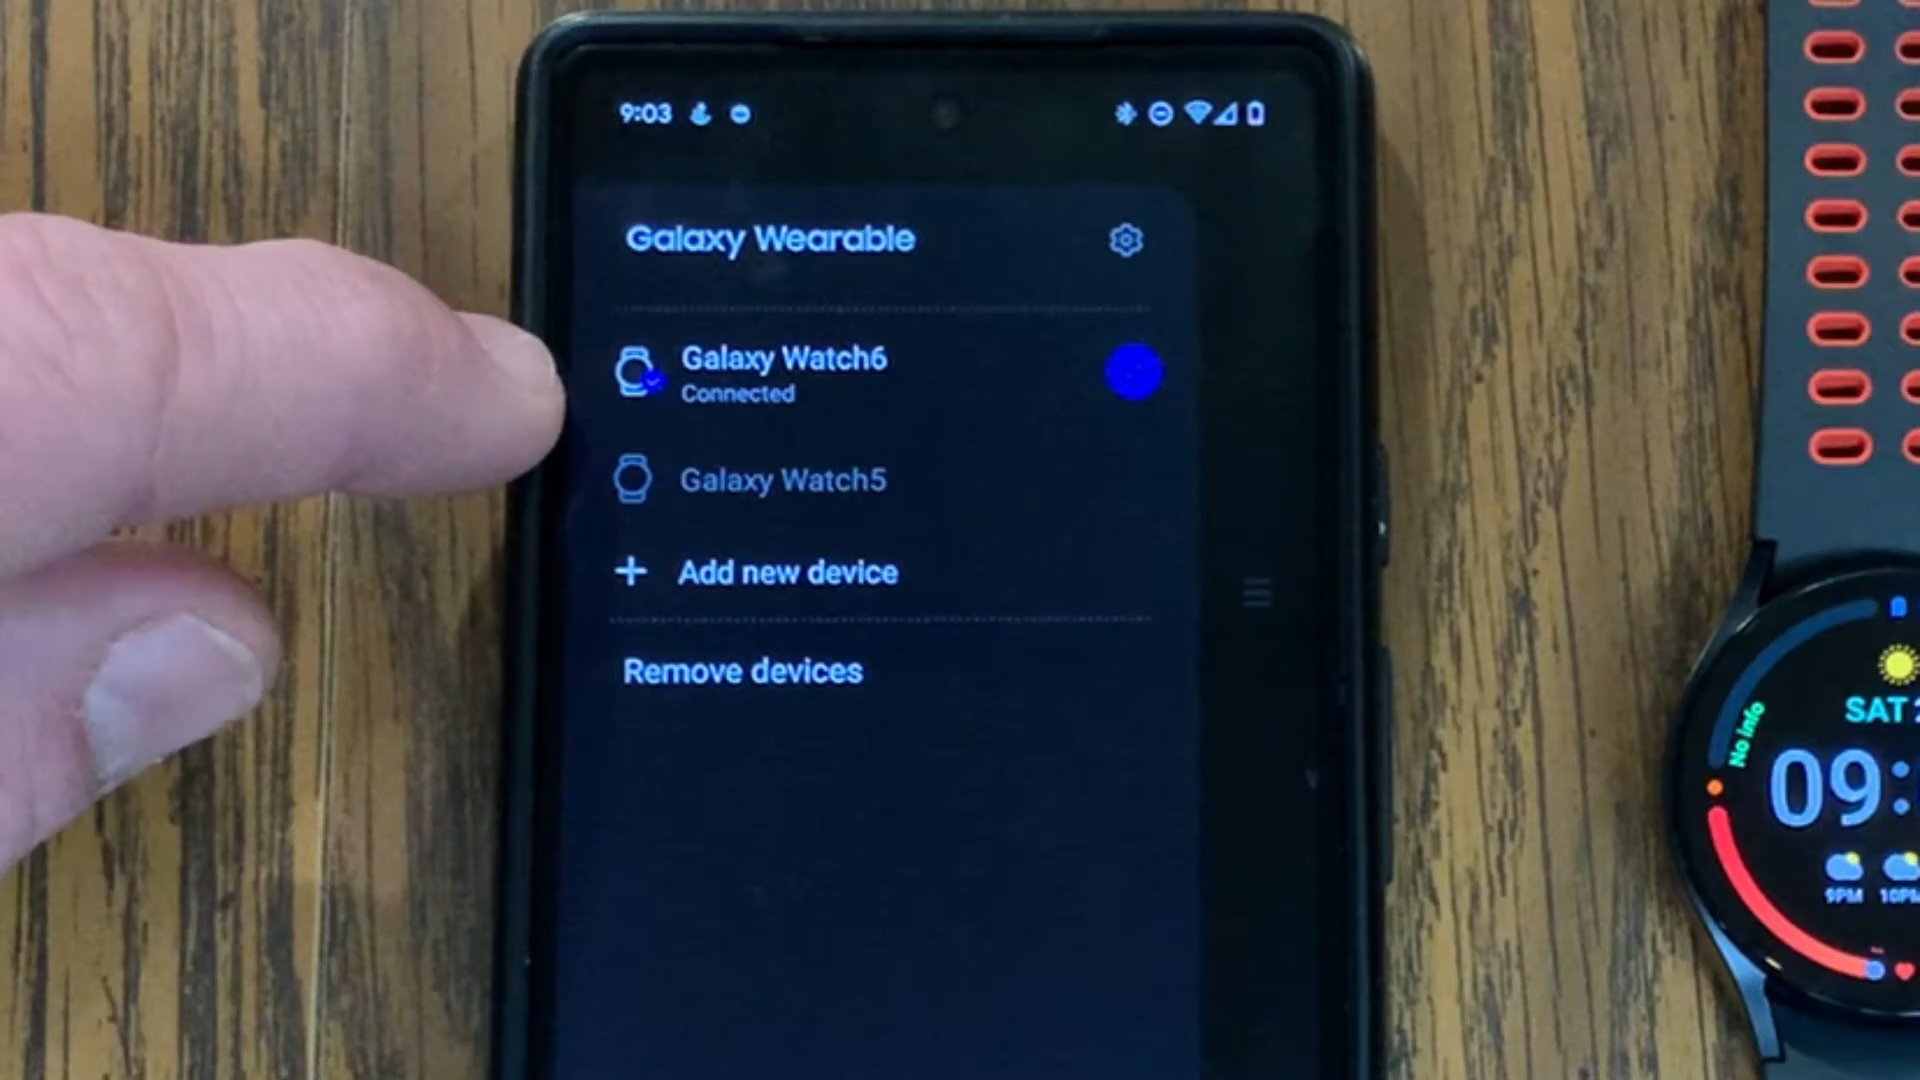 9:03
Galaxy Wearable
Galaxy Watch6
Connected
Galaxy Watch5
+ Add new device
Remove devices
No Info
SAT
09:
9PM 10PM